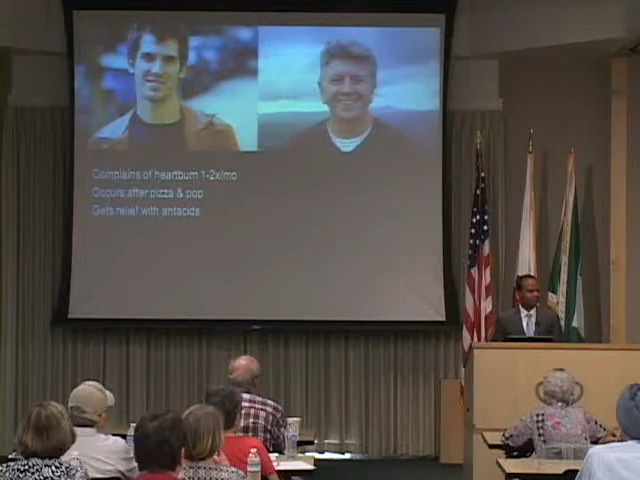 Complains of heartburn 1-2x/mo
Occurs after pizza & pop
Gets relief with antacids